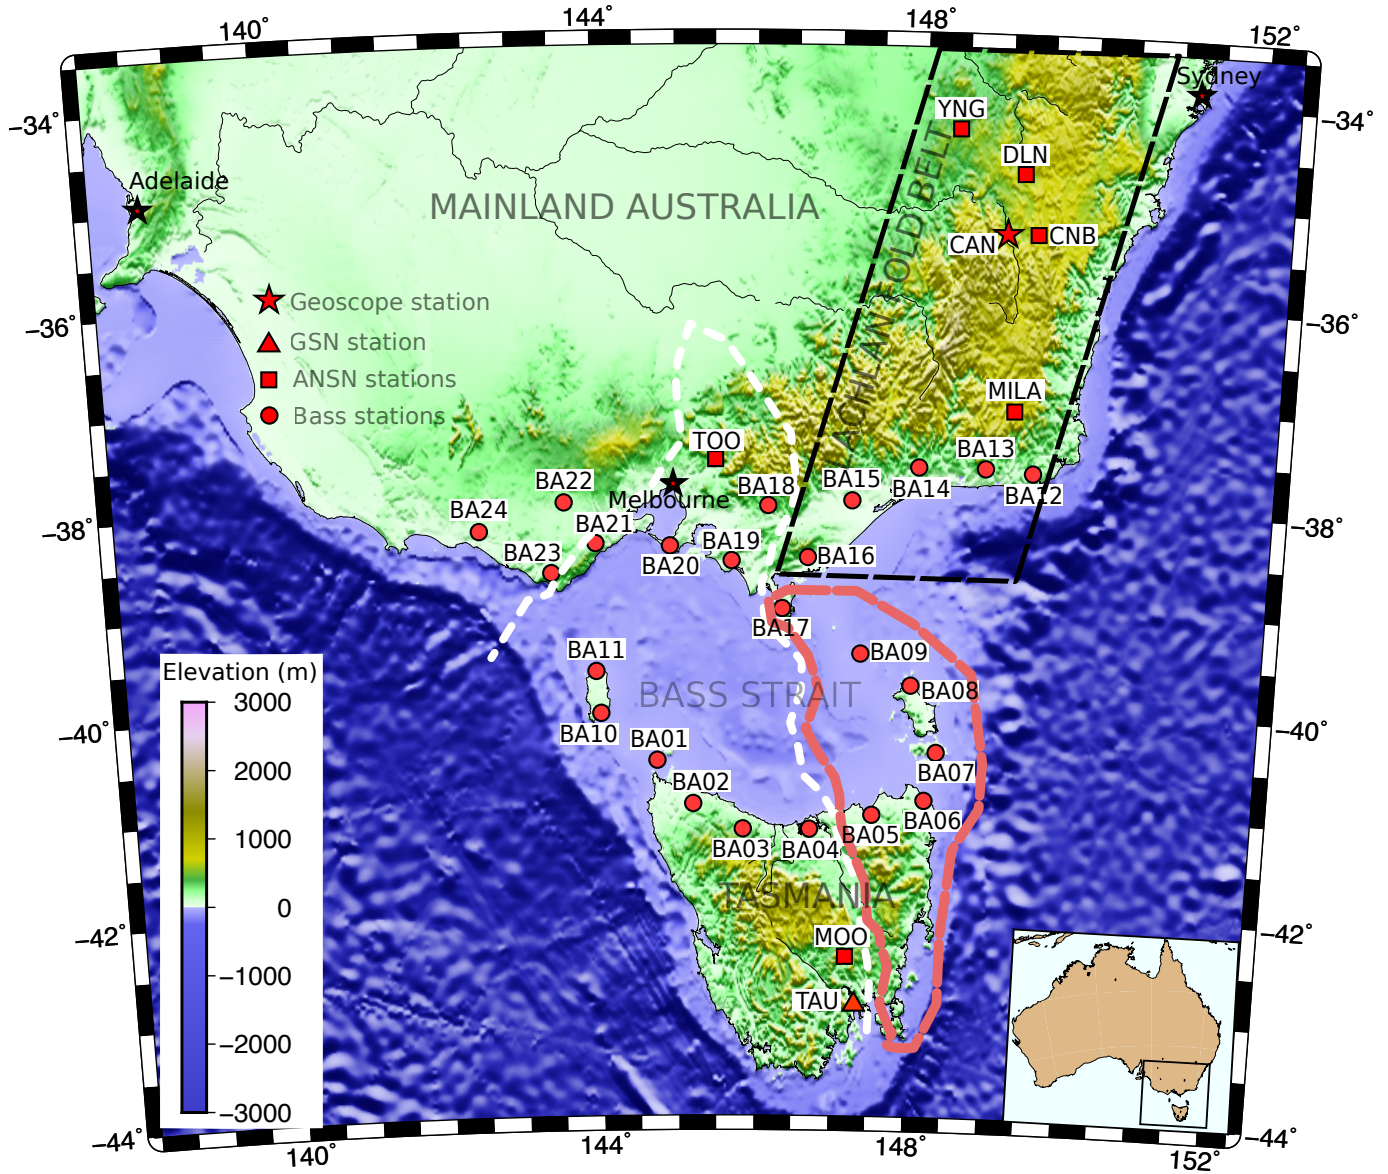 140°
144°
148°
152°
Sydney
−34°
−34°
YNG
DLN
Adelaide
MAINLAND AUSTRALIA
LACHLAN FOLD BELT
CAN
CNB
Geoscope station
−36°
−36°
GSN station
ANSN stations
MILA
Bass stations
TOO
BA13
BA22
BA18
BA15
BA14
BA12
Melbourne
BA24
BA21
−38°
−38°
BA19
BA23
BA20
BA16
BA17
BA11
BA09
Elevation (m)
BASS STRAIT
BA08
3000
−40°
−40°
BA10
BA01
2000
BA07
BA02
BA06
1000
BA03
BA04
BA05
TASMANIA
0
−42°
−42°
MOO
−1000
TAU
−2000
−3000
−44°
−44°
140°
144°
148°
152°